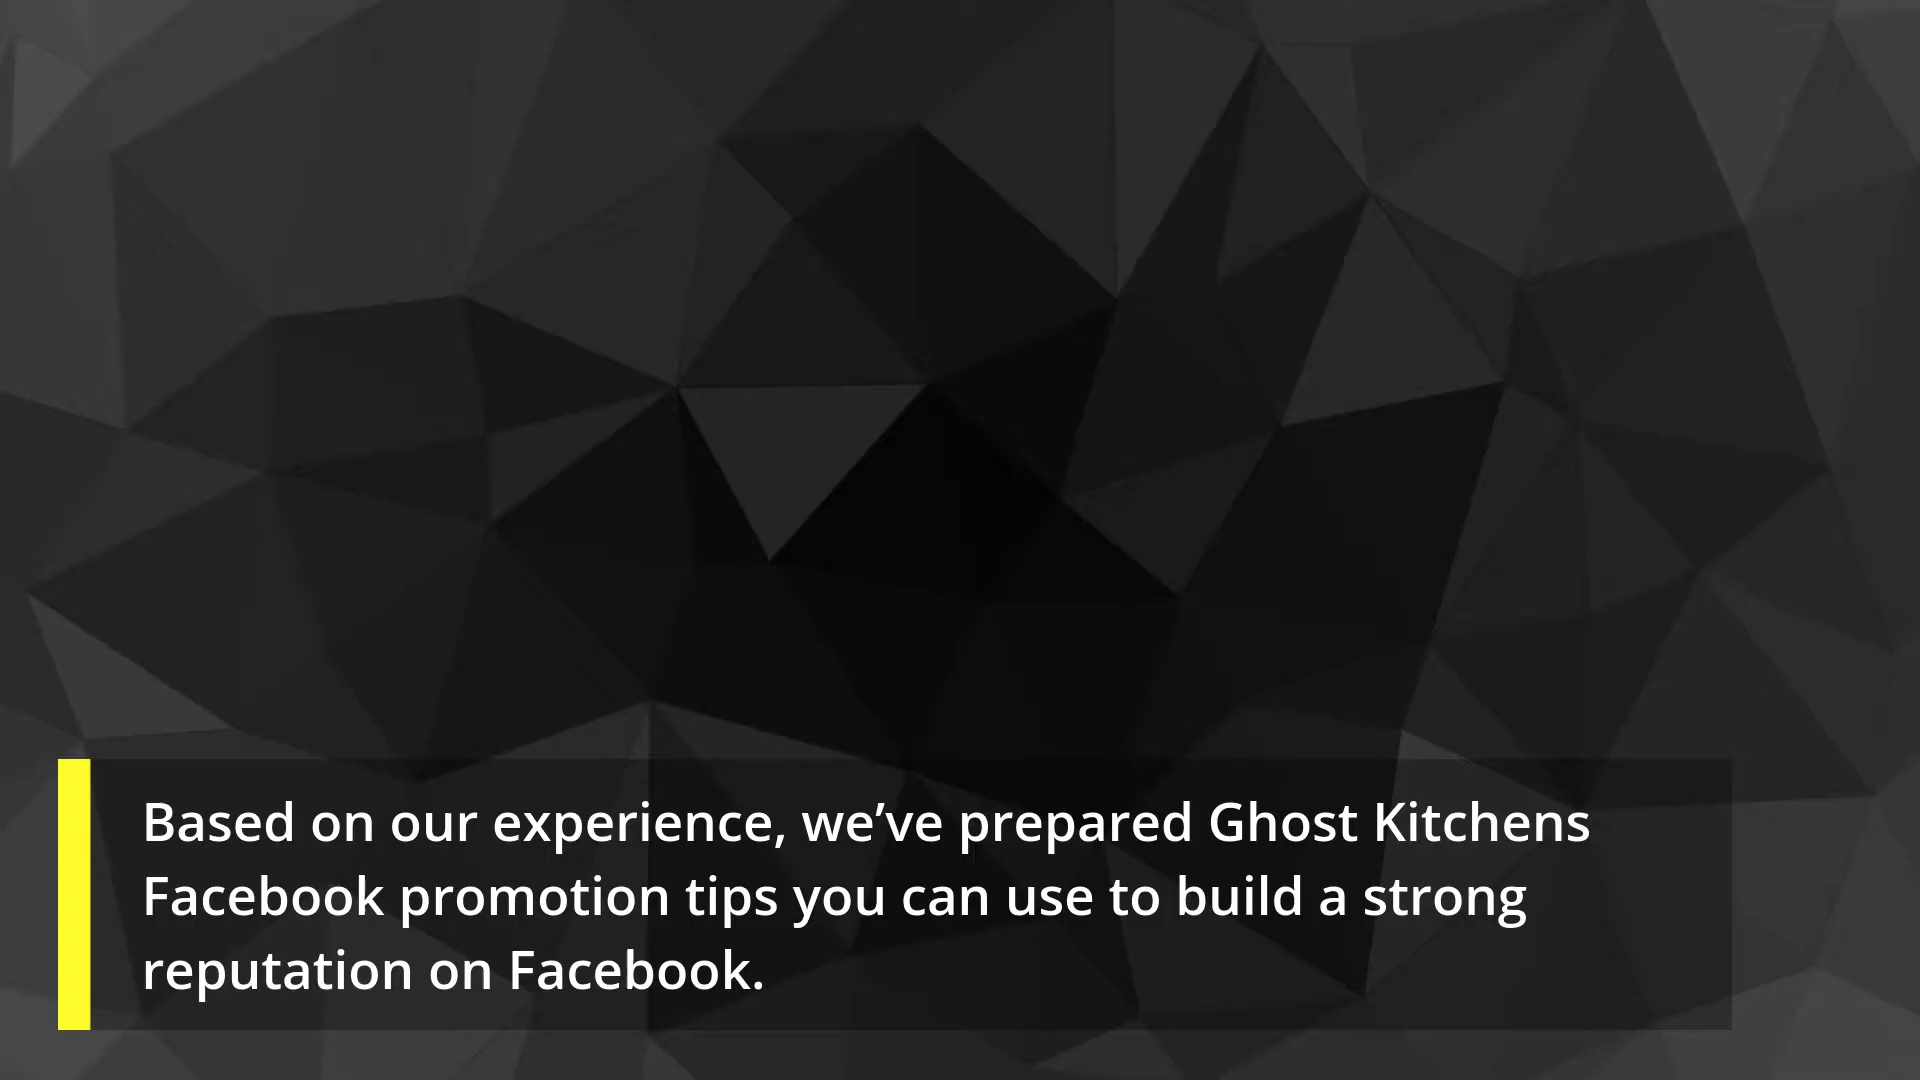 Based on our experience, we’ve prepared Ghost Kitchens
Facebook promotion tips you can use to build a strong
reputation on Facebook.